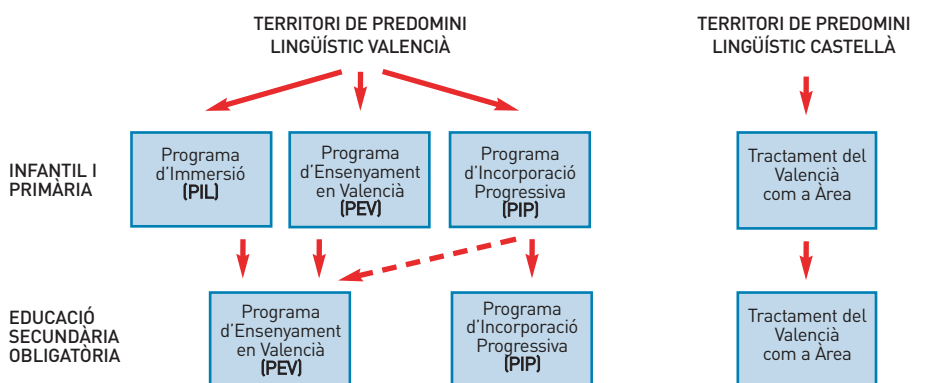 TERRITORI DE PREDOMINI
LINGÜÍSTIC VALENCIÀ
TERRITORI DE PREDOMINI
LINGÜÍSTIC CASTELLÀ
INFANTIL I
PRIMÀRIA
Programa
d'Immersió
(PIL)
Programa
d'Ensenyament
en Valencià
(PEV)
Programa
d'Incorporació
Progressiva
(PIP)
Tractament del
Valencià
com a Àrea
EDUCACIÓ
SECUNDÀRIA
OBLIGATÒRIA
Programa
d'Ensenyament
en Valencià
(PEV)
Programa
d'Incorporació
Progressiva
(PIP)
Tractament del
Valencià
com a Àrea